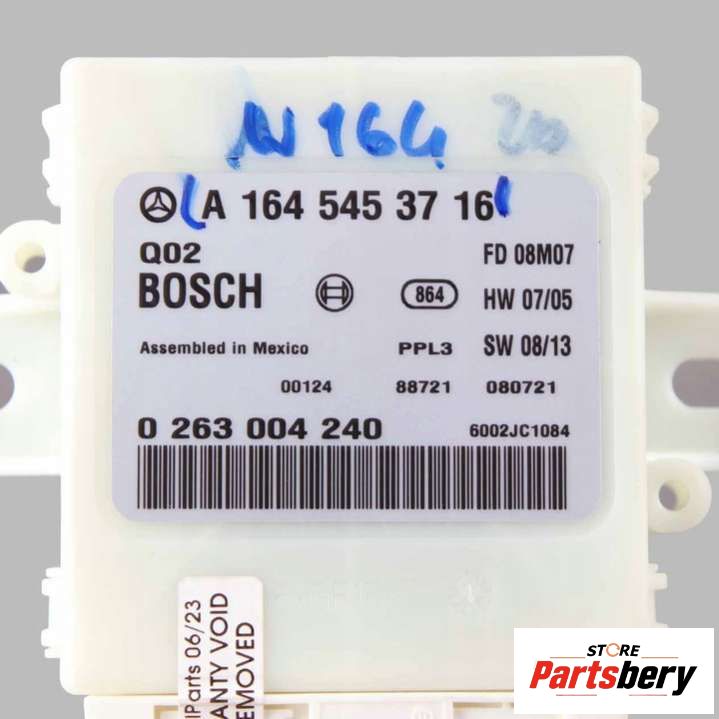 W164
A 164 545 37 16
Q02
FD 08M07
BOSCH
864
HW 07/05
Assembled in Mexico
PPL3
SW 08/13
00124 88721 080721
0 263 004 240
6002JC1084
Parts 06/23
ANTY VOID
EMOVED
STORE
Partsbery